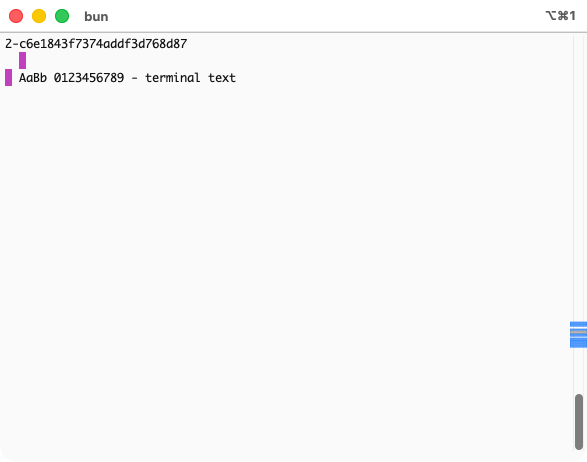 bun
⌥⌘1
2-c6e1843f7374addf3d768d87
AaBb 0123456789 - terminal text